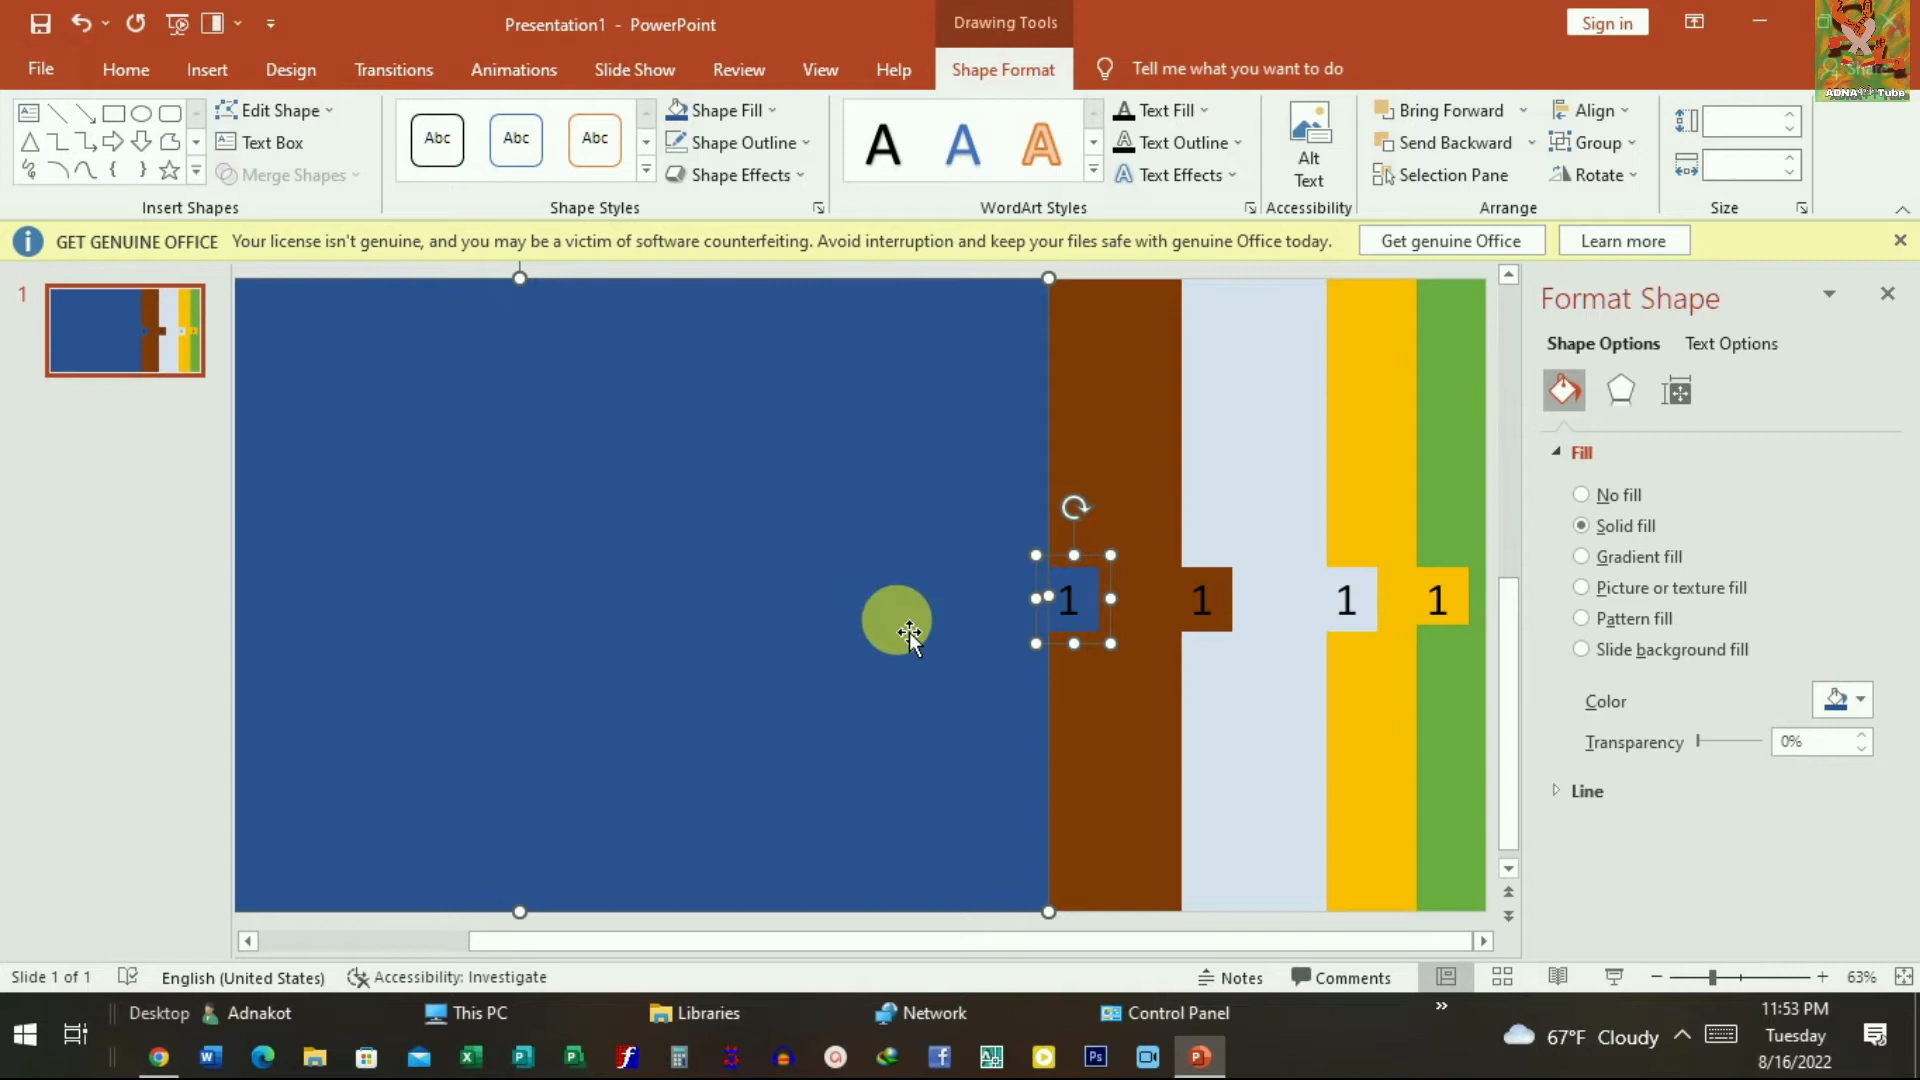 Presentation1 - PowerPoint
Drawing Tools
Sign in
File
Home
Insert
Design
Transitions
Animations
Slide Show
Review
View
Help
Shape Format
Tell me what you want to do
ADNA Tube
Edit Shape
Text Box
Merge Shapes
Insert Shapes
Abc
Abc
Abc
Shape Fill
Shape Outline
Shape Effects
Shape Styles
A
A
A
Text Fill
Text Outline
Text Effects
WordArt Styles
Alt
Text
Accessibility
Bring Forward
Send Backward
Selection Pane
Align
Group
Rotate
Arrange
Size
GET GENUINE OFFICE Your license isn't genuine, and you may be a victim of software counterfeiting. Avoid interruption and keep your files safe with genuine Office today.
Get genuine Office
Learn more
1
1
1
1
1
Format Shape
Shape Options
Text Options
Fill
No fill
Solid fill
Gradient fill
Picture or texture fill
Pattern fill
Slide background fill
Color
Transparency
0%
Line
Slide 1 of 1
English (United States)
Accessibility: Investigate
Notes
Comments
63%
Desktop
Adnakot
This PC
Libraries
Network
Control Panel
67°F Cloudy
11:53 PM
Tuesday
8/16/2022